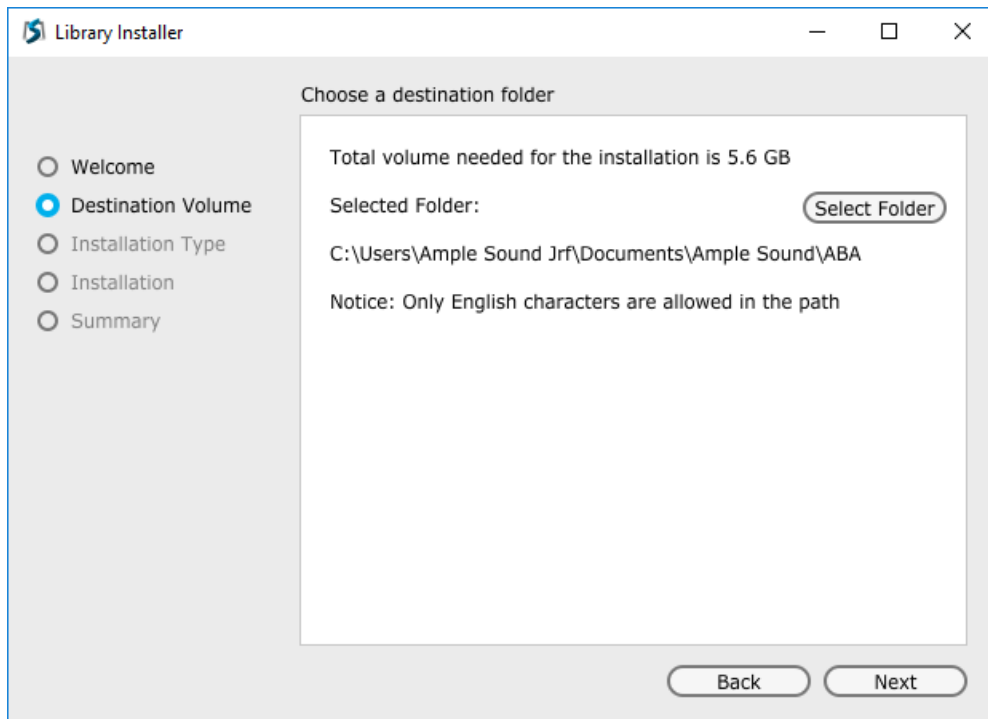 Library Installer
Choose a destination folder
Welcome
Destination Volume
Installation Type
Installation
Summary
Total volume needed for the installation is 5.6 GB
Selected Folder:
Select Folder
C:\Users\Ample Sound Jrf\Documents\Ample Sound\ABA
Notice: Only English characters are allowed in the path
Back
Next